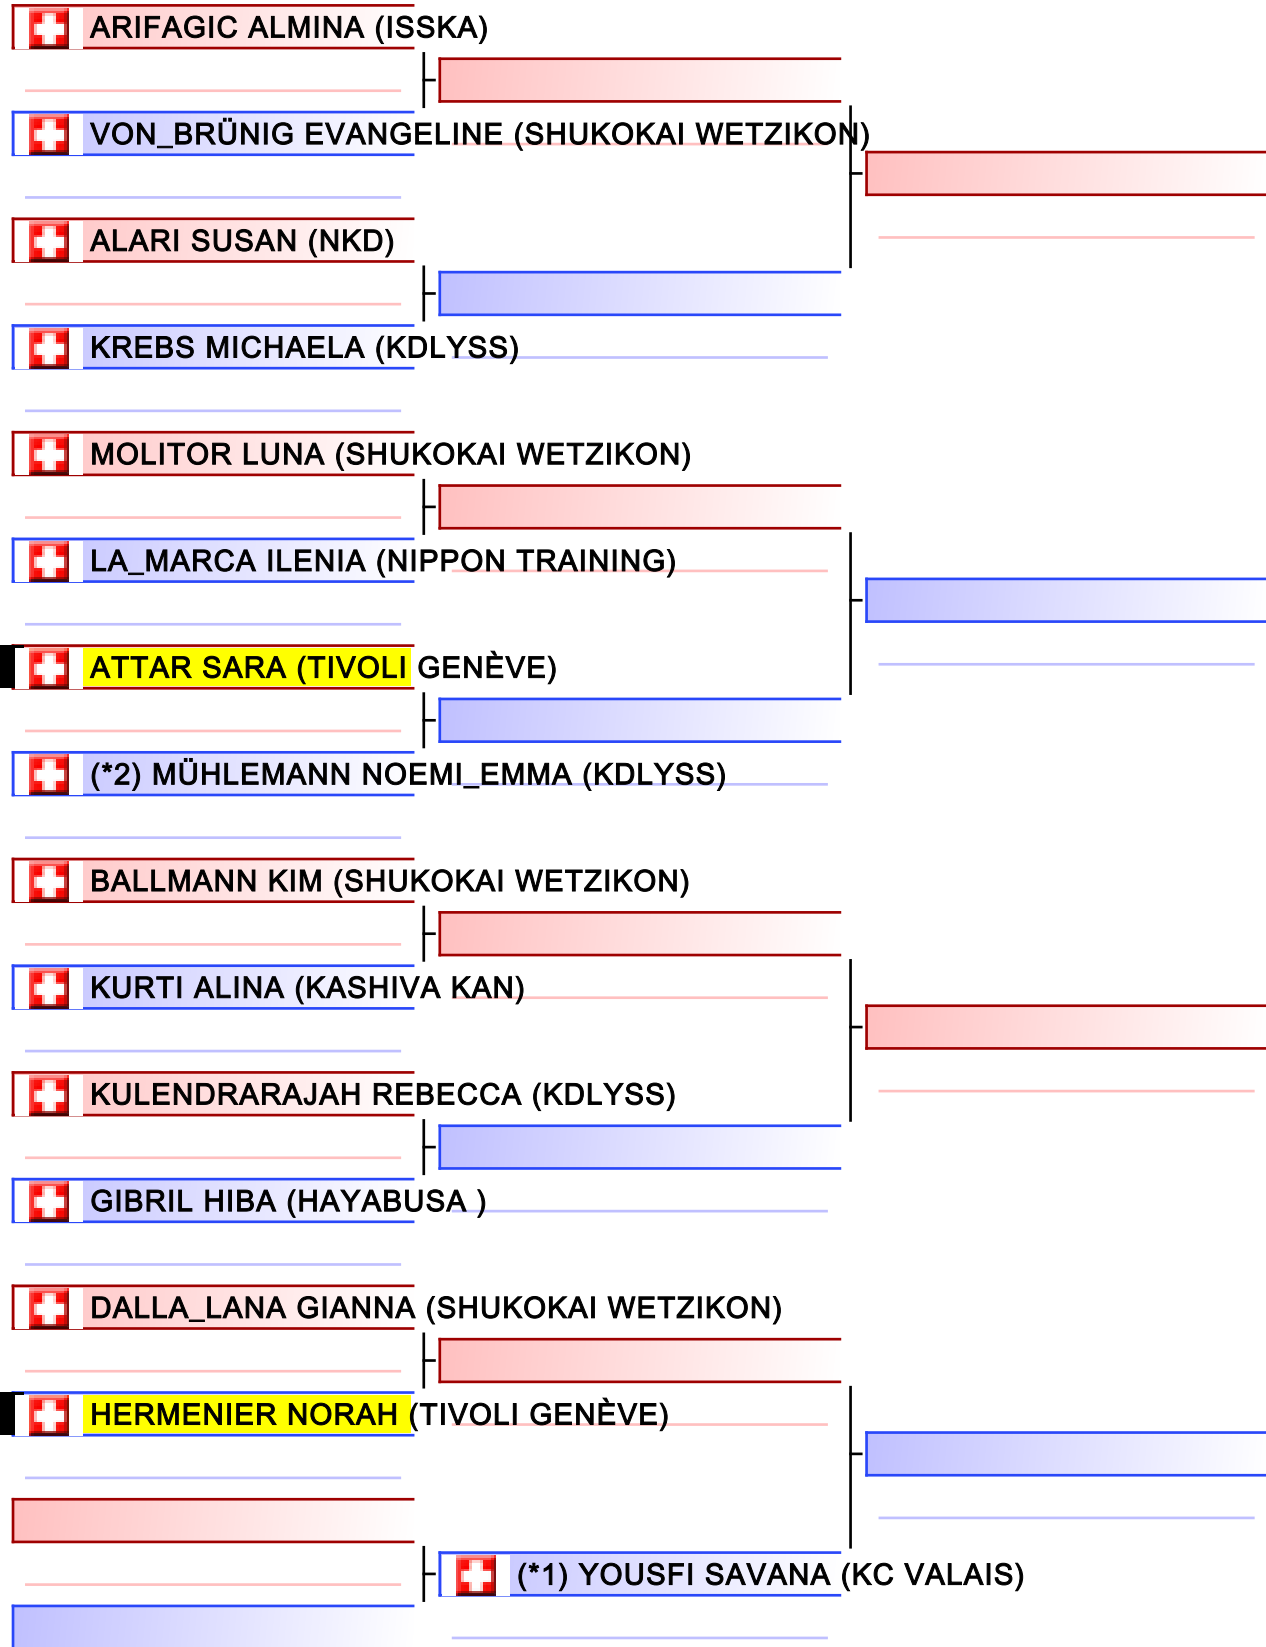 ARIFAGIC ALMINA (ISSKA)
VON_BRÜNIG EVANGELINE (SHUKOKAI WETZIKON)
ALARI SUSAN (NKD)
KREBS MICHAELA (KDLYSS)
MOLITOR LUNA (SHUKOKAI WETZIKON)
LA_MARCA ILENIA (NIPPON TRAINING)
ATTAR SARA (TIVOLI GENÈVE)
(*2) MÜHLEMANN NOEMI_EMMA (KDLYSS)
BALLMANN KIM (SHUKOKAI WETZIKON)
KURTI ALINA (KASHIVA KAN)
KULENDRARAJAH REBECCA (KDLYSS)
GIBRIL HIBA (HAYABUSA )
DALLA_LANA GIANNA (SHUKOKAI WETZIKON)
HERMENIER NORAH (TIVOLI GENÈVE)
(*1) YOUSFI SAVANA (KC VALAIS)